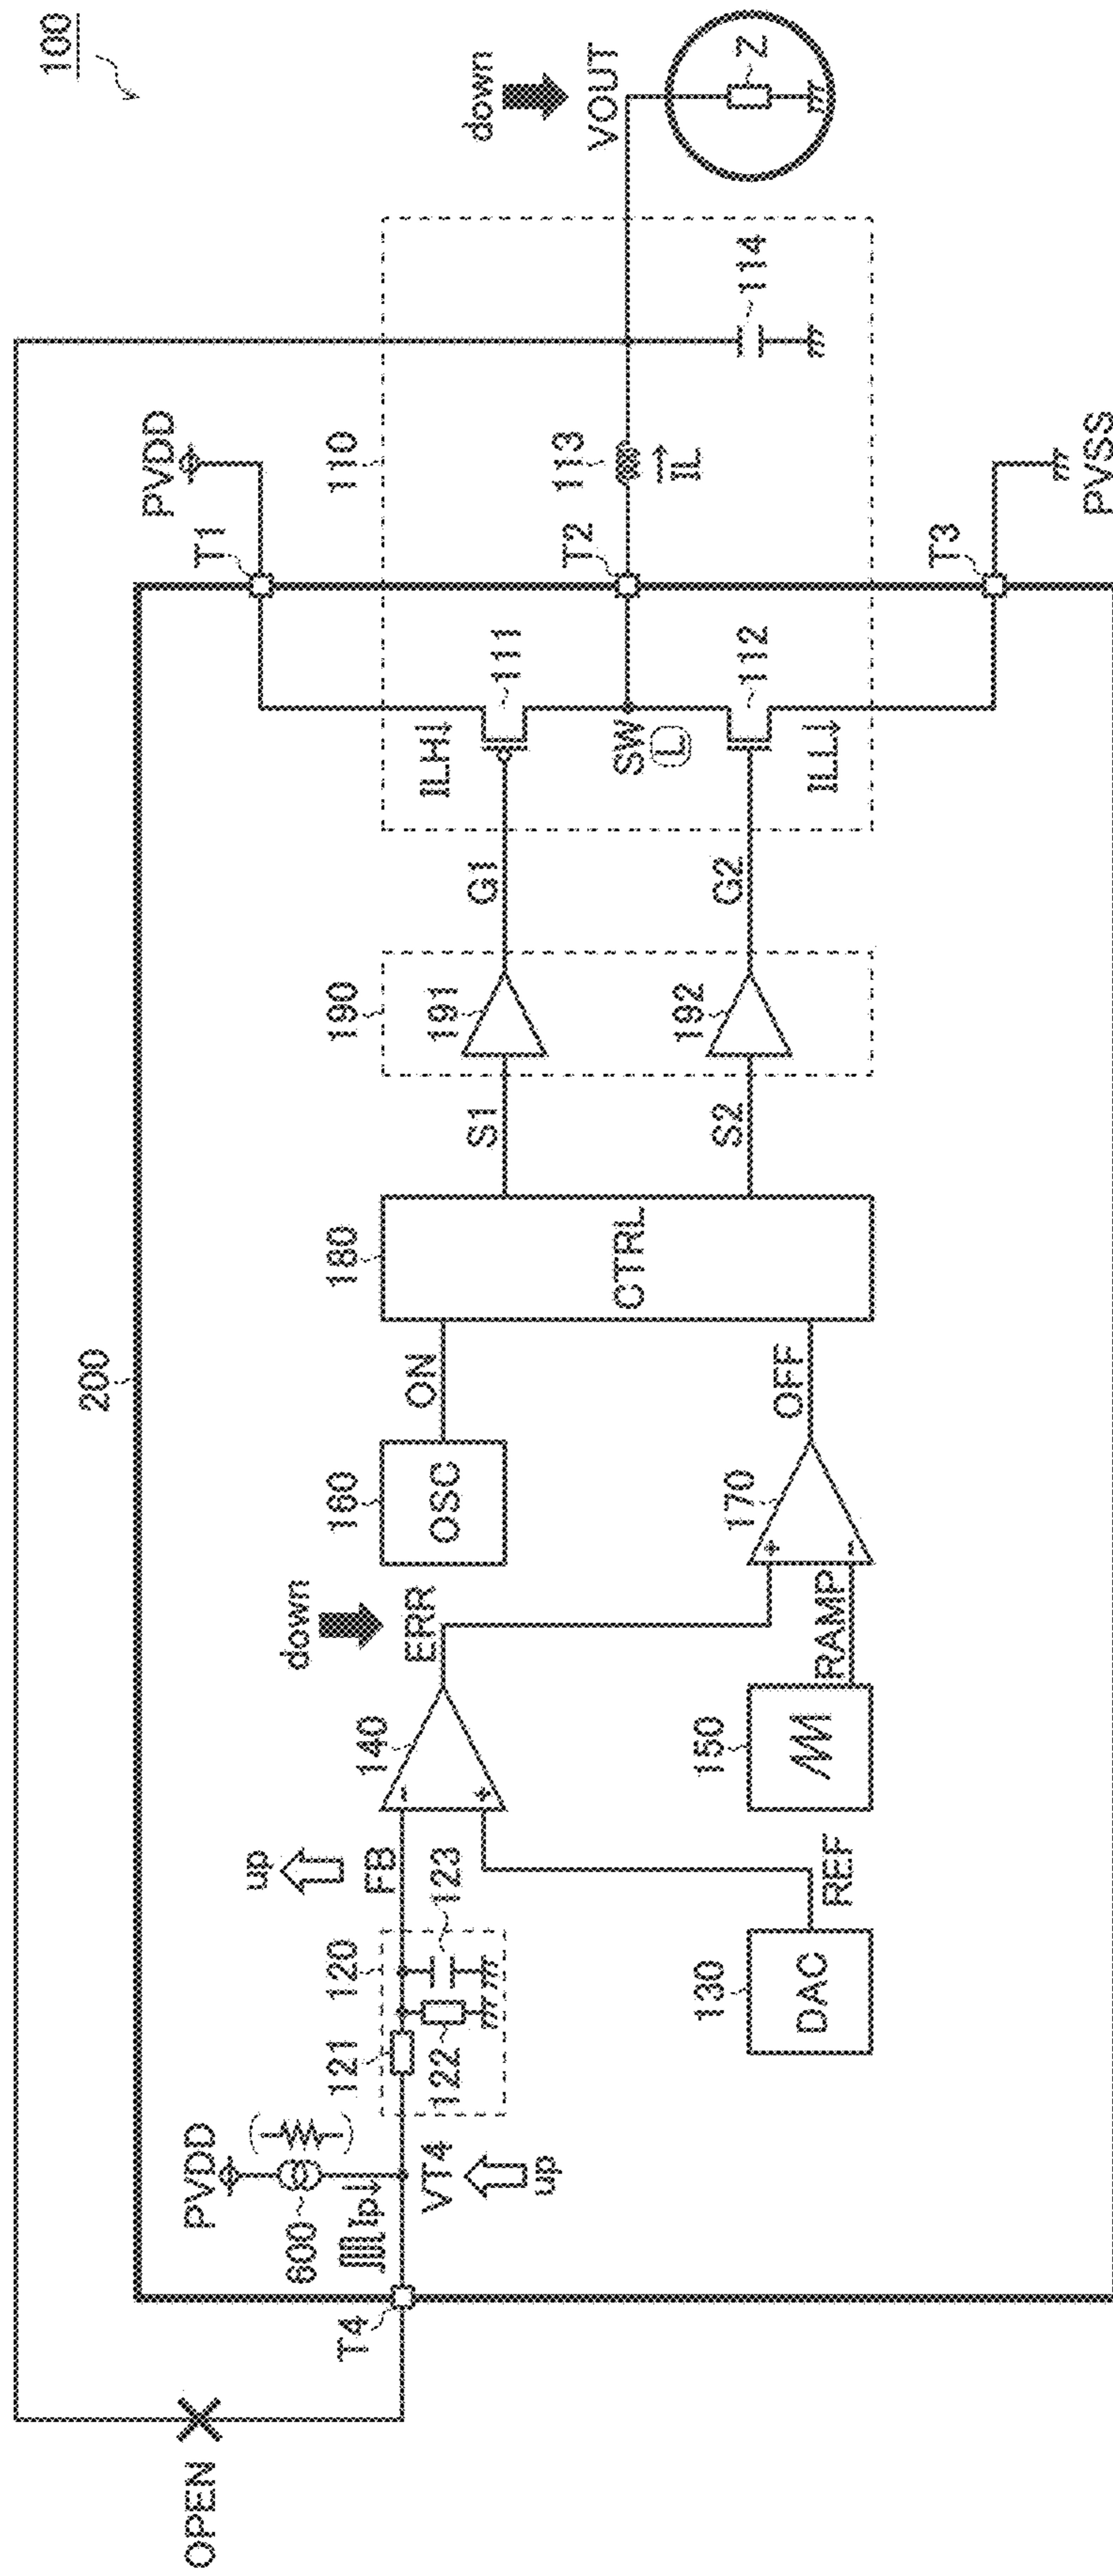 100
OPEN
T4
200
PVDD
600
Ip
VT4
up
121
122
120
123
FB
up
140
-
+
ERR
down
130
DAC
REF
150
RAMP
160
OSC
ON
170
+
-
OFF
180
CTRL
S1
S2
190
191
192
G1
G2
110
ILH
111
SW
L
112
ILL
T1
PVDD
T2
113
IL
T3
PVSS
114
down
VOUT
Z